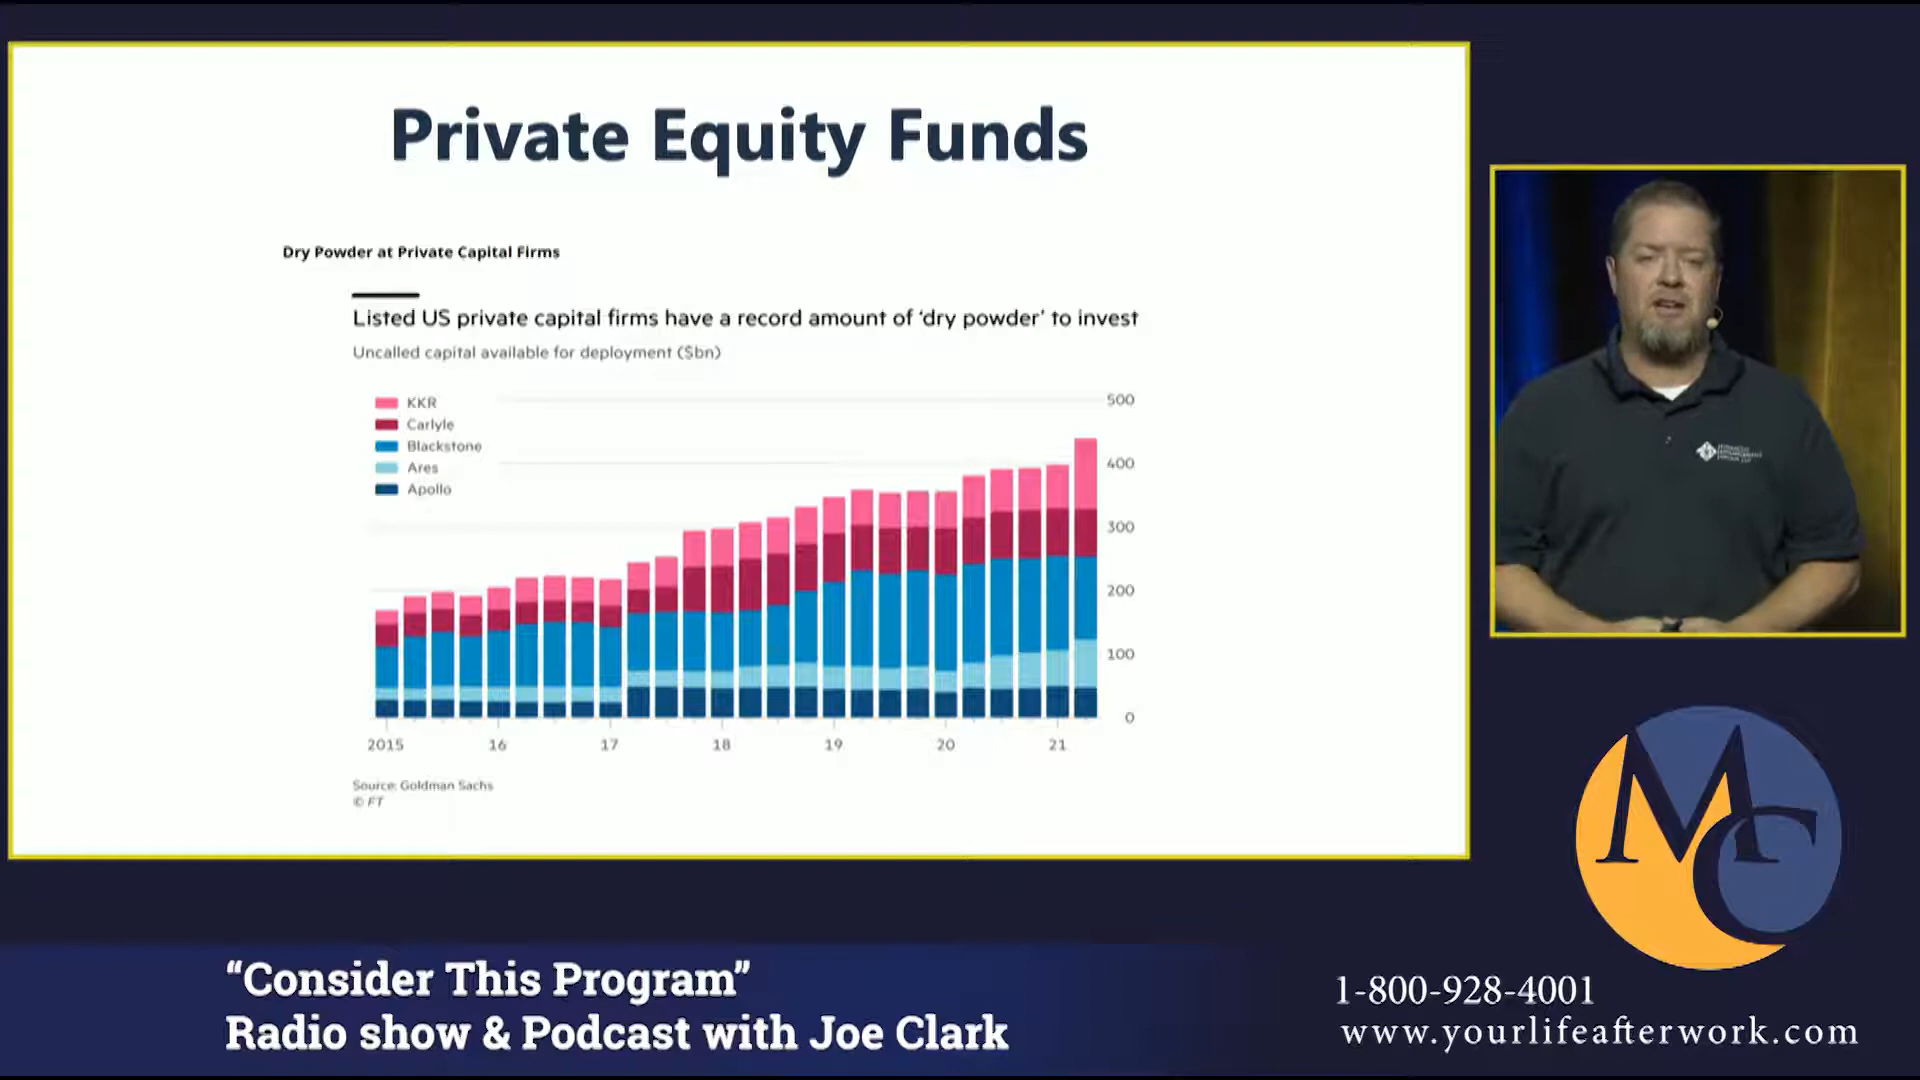 Private Equity Funds
Dry Powder at Private Capital Firms
Listed US private capital firms have a record amount of ‘dry powder’ to invest
Uncalled capital available for deployment ($bn)
KKR
Carlyle
Blackstone
Ares
Apollo
500
400
300
200
100
0
2015 16 17 18 19 20 21
Source: Goldman Sachs
© FT
MC
“Consider This Program”
Radio show & Podcast with Joe Clark
1-800-928-4001
www.yourlifeafterwork.com